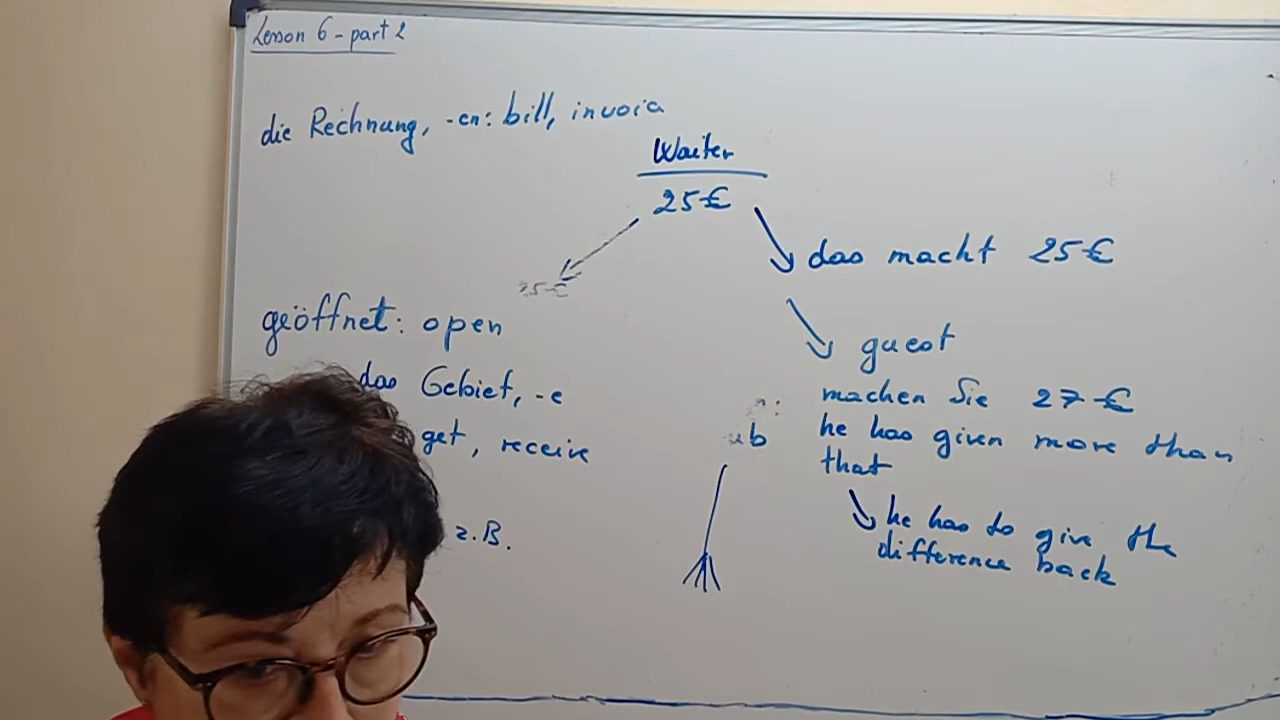 Lesson 6 - part 2
die Rechnung, -en: bill, invoice
Waiter
25€
das macht 25€
25€
geöffnet: open
guest
das Gebiet, -e
machen Sie 27€
get, receive
he has given more than
that
he has to give the
difference back
z.B.